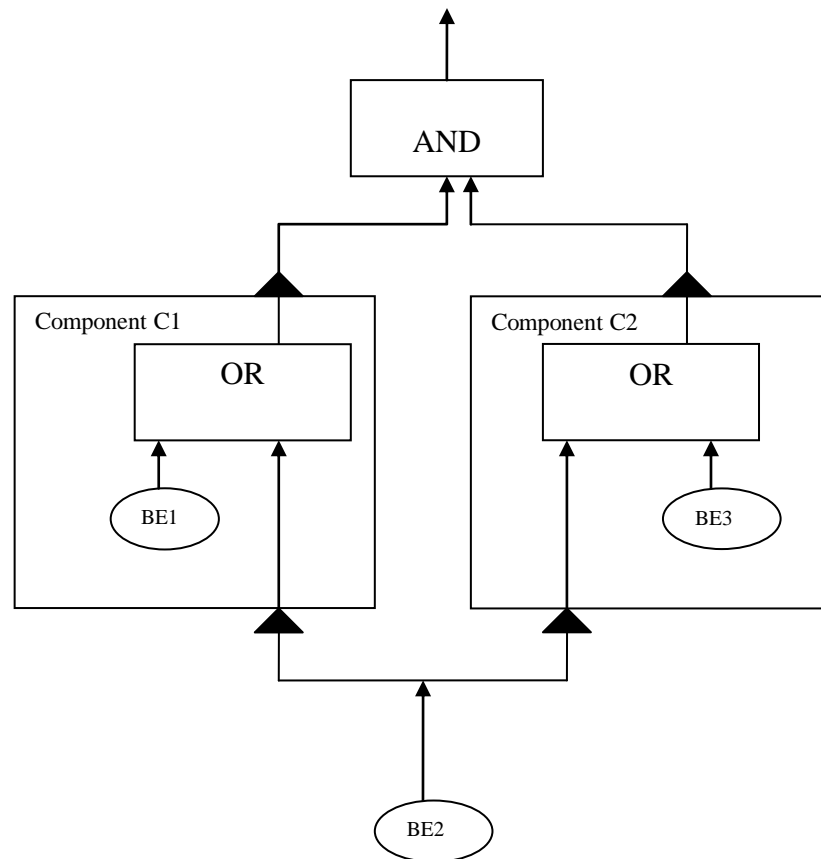 AND
Component C1
Component C2
OR
OR
BE1
BE3
BE2